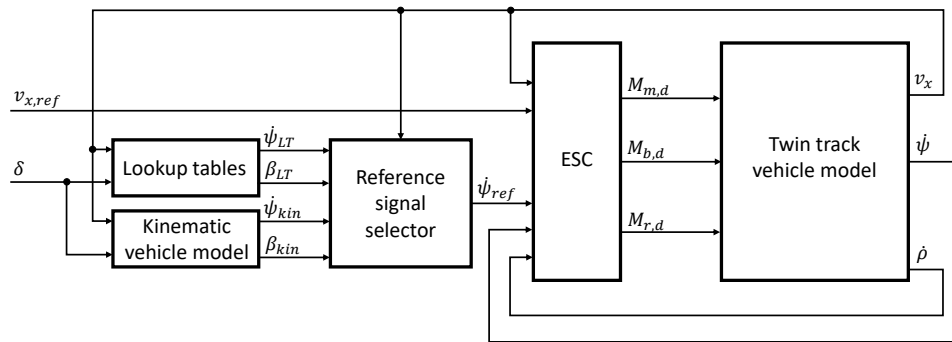 v_{x,ref}
δ
Lookup tables
Kinematic
vehicle model
ψ̇_{LT}
β_{LT}
ψ̇_{kin}
β_{kin}
Reference
signal
selector
ψ̇_{ref}
ESC
M_{m,d}
M_{b,d}
M_{r,d}
Twin track
vehicle model
v_x
ψ̇
ρ̇